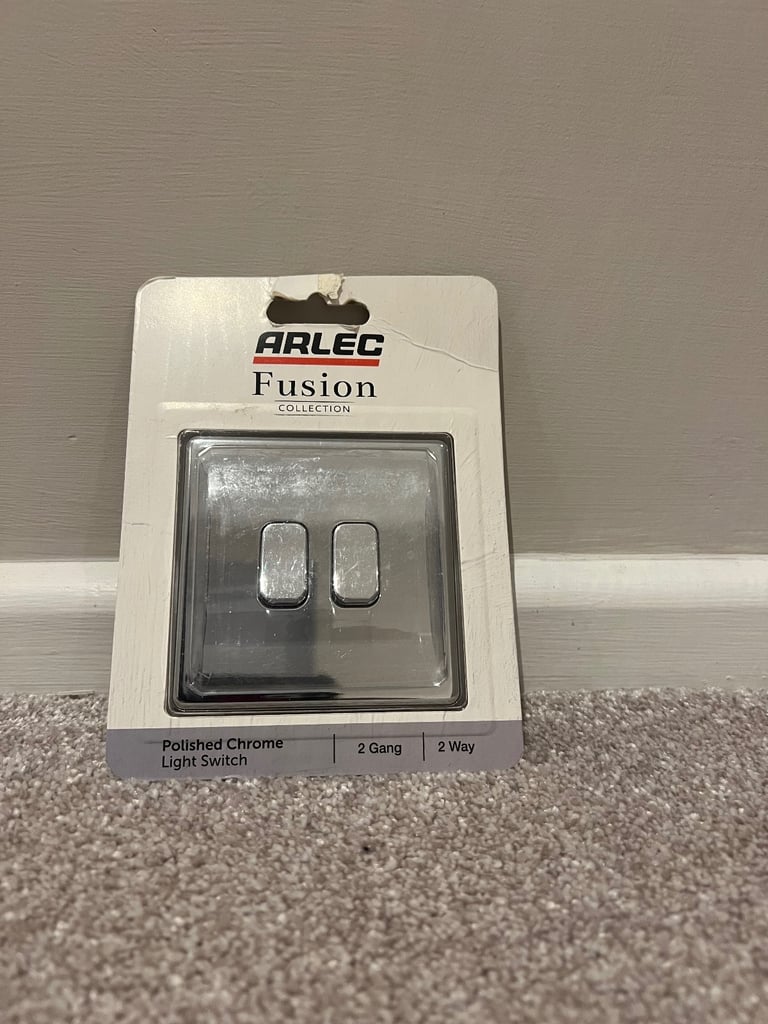 ARLEC
Fusion
COLLECTION
Polished Chrome
Light Switch
2 Gang
2 Way